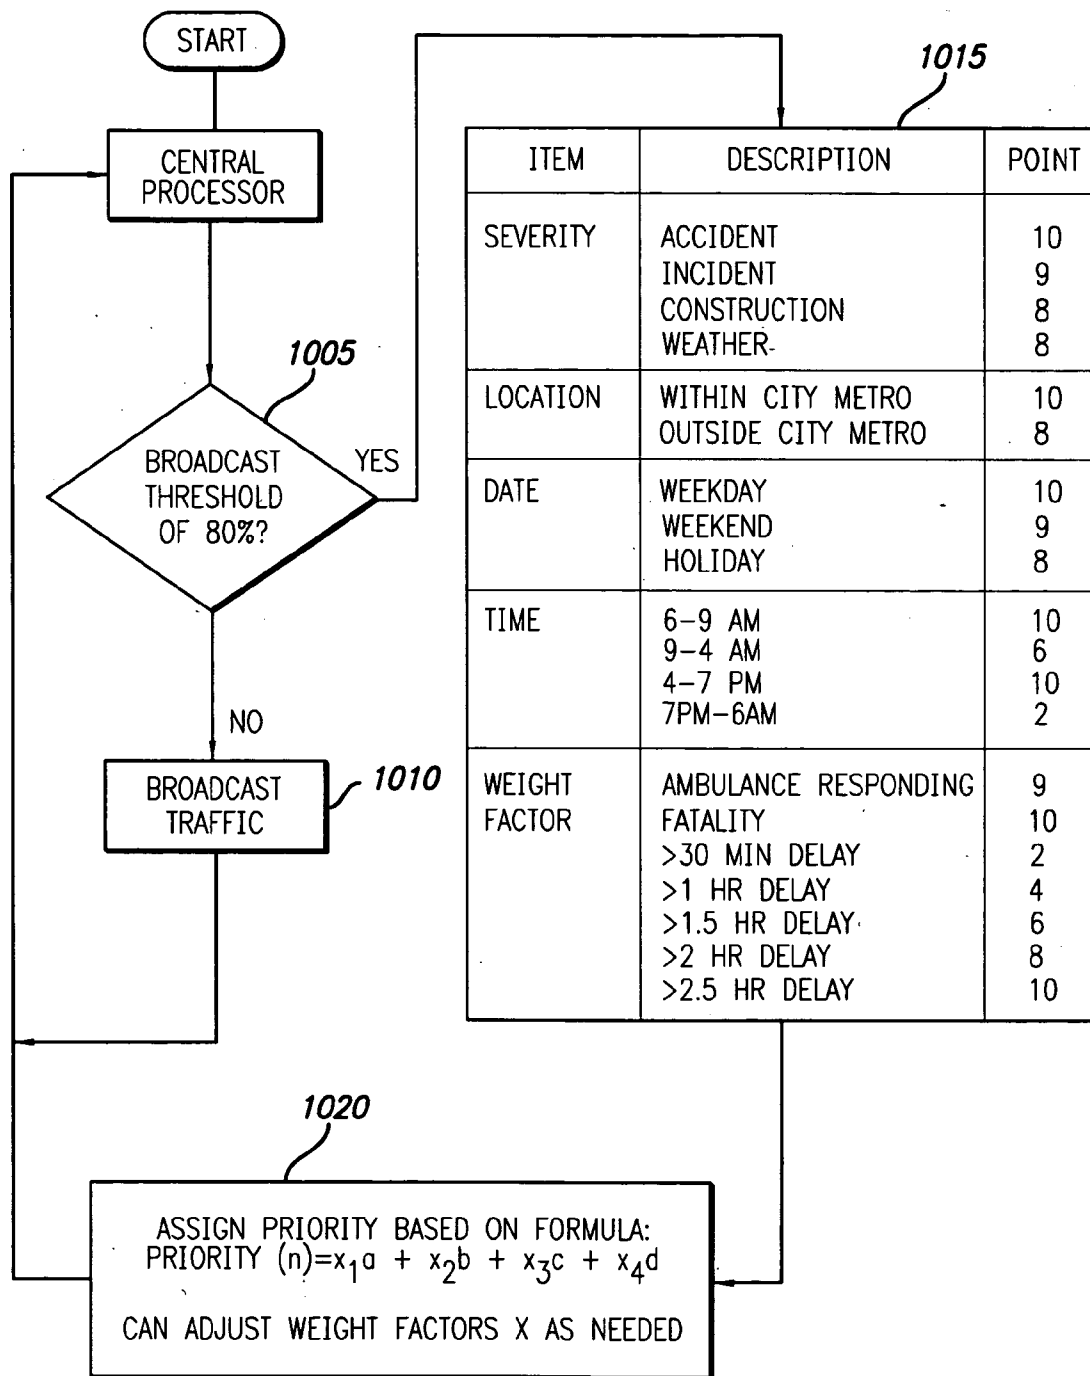 START
CENTRAL
PROCESSOR
1005
BROADCAST
THRESHOLD
OF 80%?
YES
NO
BROADCAST
TRAFFIC
1010
1015
ITEM DESCRIPTION POINT
SEVERITY ACCIDENT 10
INCIDENT 9
CONSTRUCTION 8
WEATHER 8
LOCATION WITHIN CITY METRO 10
OUTSIDE CITY METRO 8
DATE WEEKDAY 10
WEEKEND 9
HOLIDAY 8
TIME 6–9 AM 10
9–4 AM 6
4–7 PM 10
7PM–6AM 2
WEIGHT AMBULANCE RESPONDING 9
FACTOR FATALITY 10
>30 MIN DELAY 2
>1 HR DELAY 4
>1.5 HR DELAY 6
>2 HR DELAY 8
>2.5 HR DELAY 10
1020
ASSIGN PRIORITY BASED ON FORMULA:
PRIORITY (n)=x₁a + x₂b + x₃c + x₄d
CAN ADJUST WEIGHT FACTORS X AS NEEDED